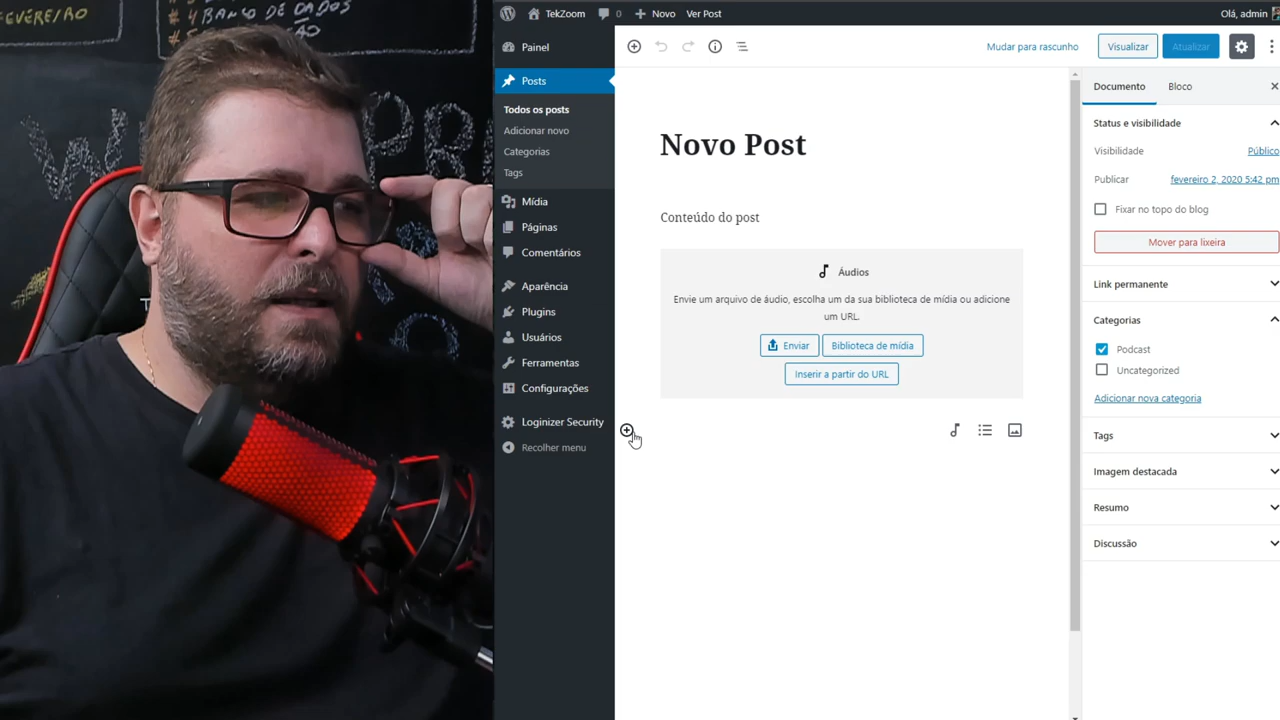 FEVEREIRO
# 4 BANCO DE DADOS
TekZoom
0
Novo
Ver Post
Olá, admin
Painel
Posts
Todos os posts
Adicionar novo
Categorias
Tags
Mídia
Páginas
Comentários
Aparência
Plugins
Usuários
Ferramentas
Configurações
Loginizer Security
Recolher menu
Mudar para rascunho
Visualizar
Atualizar
Novo Post
Conteúdo do post
Áudios
Envie um arquivo de áudio, escolha um da sua biblioteca de mídia ou adicione
um URL.
Enviar
Biblioteca de mídia
Inserir a partir do URL
Documento
Bloco
Status e visibilidade
Visibilidade
Público
Publicar
fevereiro 2, 2020 5:42 pm
Fixar no topo do blog
Mover para lixeira
Link permanente
Categorias
Podcast
Uncategorized
Adicionar nova categoria
Tags
Imagem destacada
Resumo
Discussão